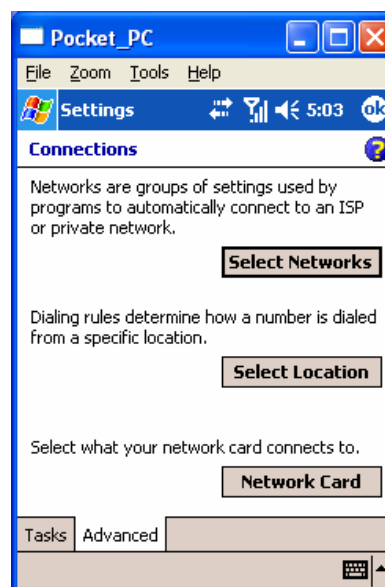 Pocket_PC
File Zoom Tools Help
Settings 5:03 ok
Connections ?
Networks are groups of settings used by
programs to automatically connect to an ISP
or private network.
Select Networks
Dialing rules determine how a number is dialed
from a specific location.
Select Location
Select what your network card connects to.
Network Card
Tasks Advanced